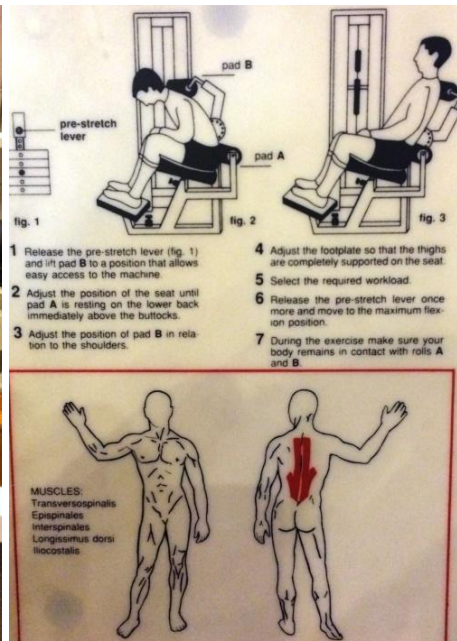 pad B
pre-stretch
lever
pad A
fig. 1
fig. 2
fig. 3
1 Release the pre-stretch lever (fig. 1)
and lift pad B to a position that allows
easy access to the machine.
2 Adjust the position of the seat until
pad A is resting on the lower back
immediately above the buttocks.
3 Adjust the position of pad B in rela-
tion to the shoulders.
4 Adjust the footplate so that the thighs
are completely supported on the seat.
5 Select the required workload.
6 Release the pre-stretch lever once
more and move to the maximum flex-
ion position.
7 During the exercise make sure your
body remains in contact with rolls A
and B.
MUSCLES:
Transversospinalis
Epispinales
Interspinales
Longissimus dorsi
Iliocostalis